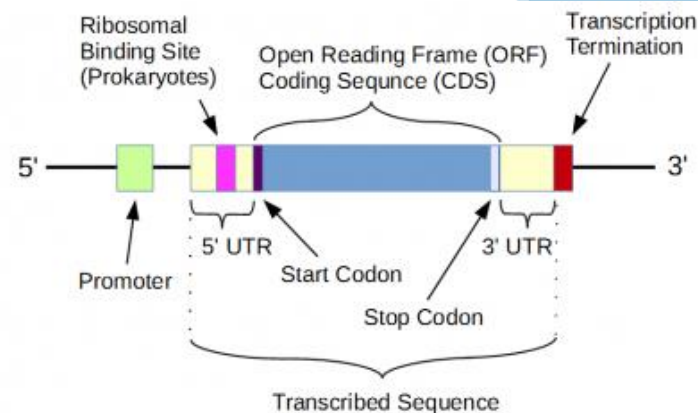 Ribosomal
Binding Site
(Prokaryotes)
Open Reading Frame (ORF)
Coding Sequnce (CDS)
Transcription
Termination
5'
3'
5' UTR
3' UTR
Promoter
Start Codon
Stop Codon
Transcribed Sequence